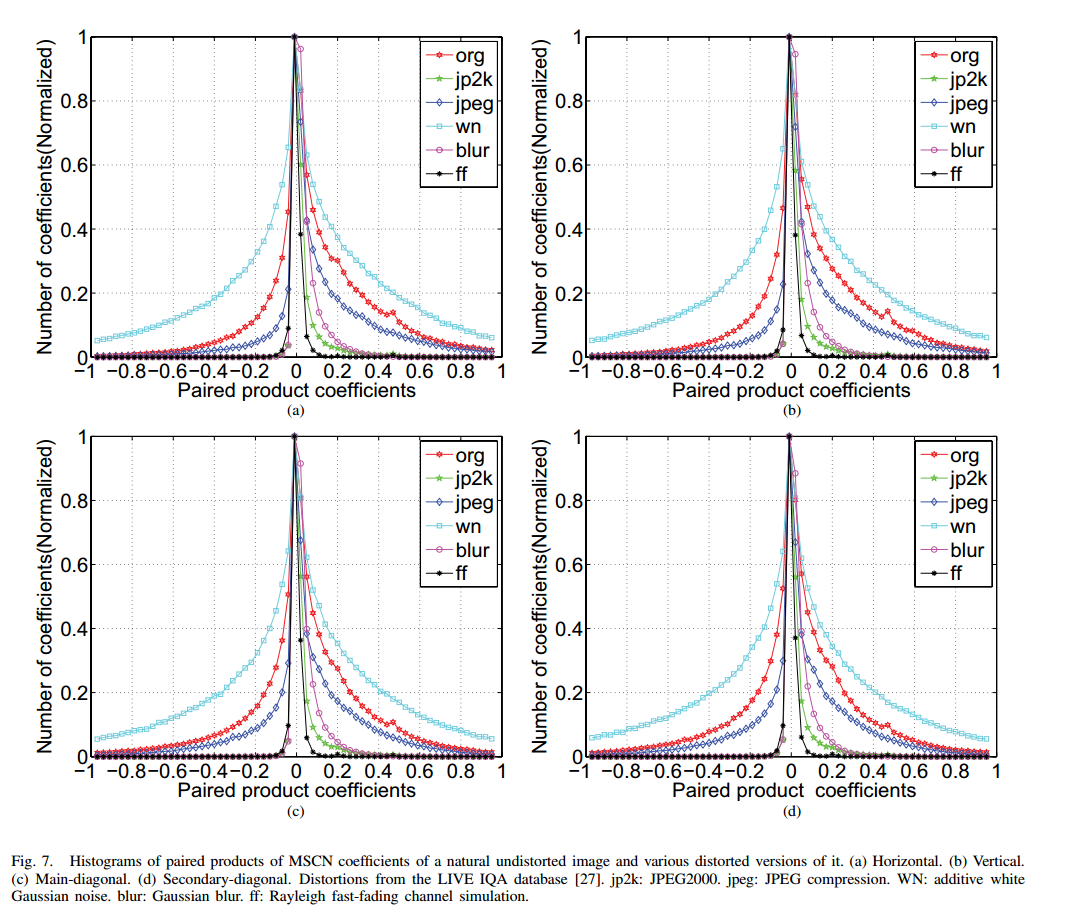 Number of coefficients(Normalized)
1
0.8
0.6
0.4
0.2
0
−1 −0.8 −0.6 −0.4 −0.2 0 0.2 0.4 0.6 0.8 1
Paired product coefficients
org
jp2k
jpeg
wn
blur
ff
(a)
Number of coefficients(Normalized)
1
0.8
0.6
0.4
0.2
0
−1 −0.8 −0.6 −0.4 −0.2 0 0.2 0.4 0.6 0.8 1
Paired product coefficients
org
jp2k
jpeg
wn
blur
ff
(b)
Number of coefficients(Normalized)
1
0.8
0.6
0.4
0.2
0
−1 −0.8 −0.6 −0.4 −0.2 0 0.2 0.4 0.6 0.8 1
Paired product coefficients
org
jp2k
jpeg
wn
blur
ff
(c)
Number of coefficients(Normalized)
1
0.8
0.6
0.4
0.2
0
−1 −0.8 −0.6 −0.4 −0.2 0 0.2 0.4 0.6 0.8 1
Paired product coefficients
org
jp2k
jpeg
wn
blur
ff
(d)
Fig. 7. Histograms of paired products of MSCN coefficients of a natural undistorted image and various distorted versions of it. (a) Horizontal. (b) Vertical.
(c) Main-diagonal. (d) Secondary-diagonal. Distortions from the LIVE IQA database [27]. jp2k: JPEG2000. jpeg: JPEG compression. WN: additive white
Gaussian noise. blur: Gaussian blur. ff: Rayleigh fast-fading channel simulation.